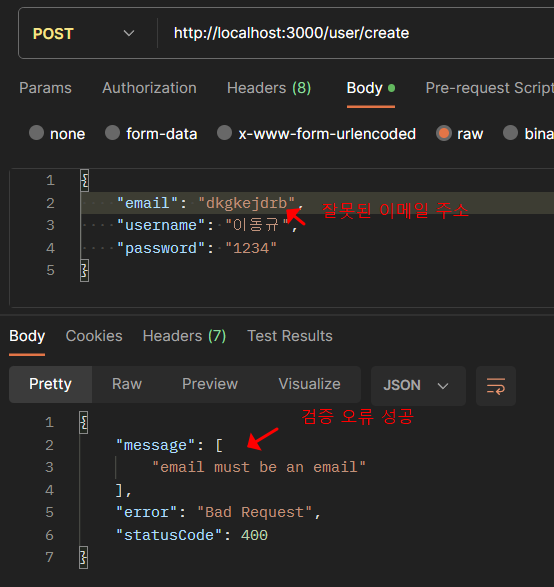 POST http://localhost:3000/user/create
Params Authorization Headers (8) Body Pre-request Script
none form-data x-www-form-urlencoded raw bina
1 {
2 "email": "dkgkejdrb", 잘못된 이메일 주소
3 "username": "이동규",
4 "password": "1234"
5 }
Body Cookies Headers (7) Test Results
Pretty Raw Preview Visualize JSON
검증 오류 성공
1 {
2 "message": [
3 "email must be an email"
4 ],
5 "error": "Bad Request",
6 "statusCode": 400
7 }